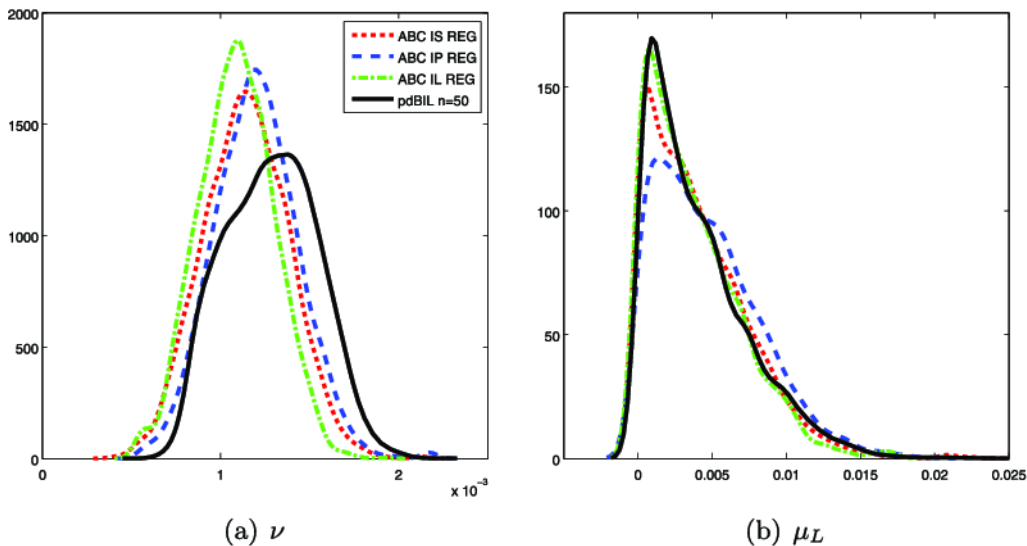 2000
1500
1000
500
0
0
1
2
x 10⁻³
ABC IS REG
ABC IP REG
ABC IL REG
pdBIL n=50
(a) ν
150
100
50
0
0
0.005
0.01
0.015
0.02
0.025
(b) μ_L